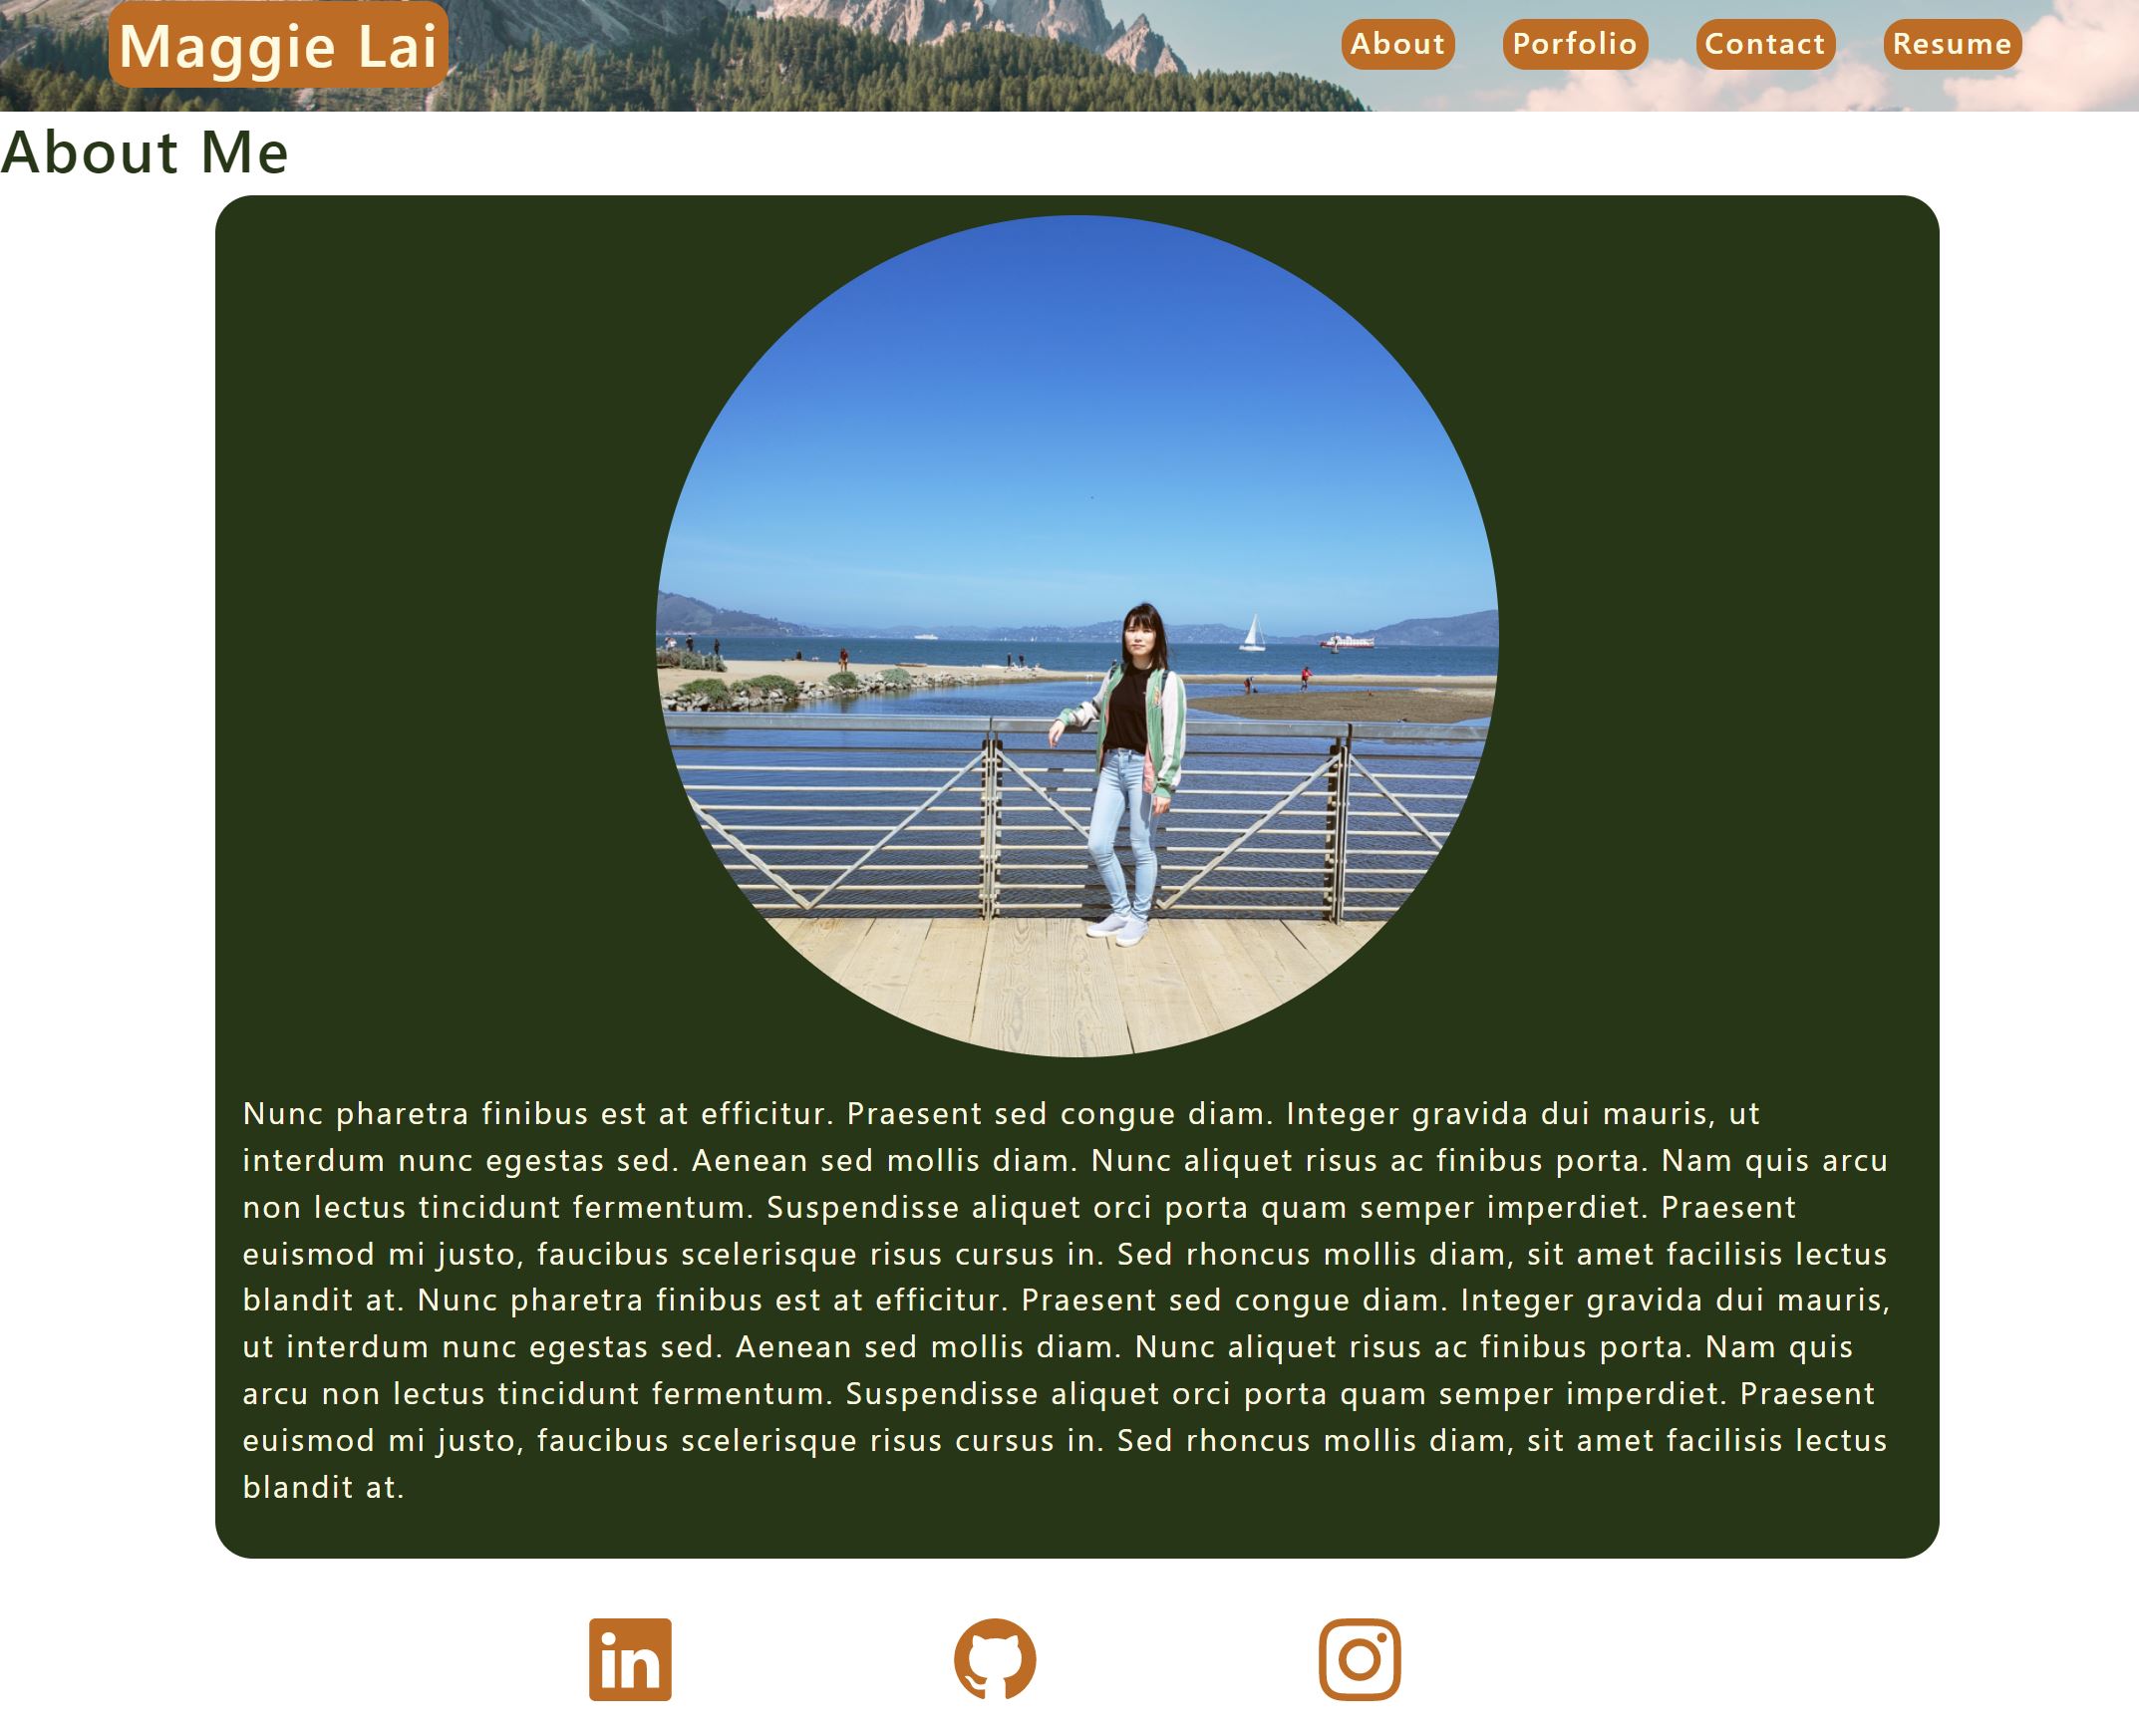 Maggie Lai
About Porfolio Contact Resume
About Me
Nunc pharetra finibus est at efficitur. Praesent sed congue diam. Integer gravida dui mauris, ut
interdum nunc egestas sed. Aenean sed mollis diam. Nunc aliquet risus ac finibus porta. Nam quis arcu
non lectus tincidunt fermentum. Suspendisse aliquet orci porta quam semper imperdiet. Praesent
euismod mi justo, faucibus scelerisque risus cursus in. Sed rhoncus mollis diam, sit amet facilisis lectus
blandit at. Nunc pharetra finibus est at efficitur. Praesent sed congue diam. Integer gravida dui mauris,
ut interdum nunc egestas sed. Aenean sed mollis diam. Nunc aliquet risus ac finibus porta. Nam quis
arcu non lectus tincidunt fermentum. Suspendisse aliquet orci porta quam semper imperdiet. Praesent
euismod mi justo, faucibus scelerisque risus cursus in. Sed rhoncus mollis diam, sit amet facilisis lectus
blandit at.
in